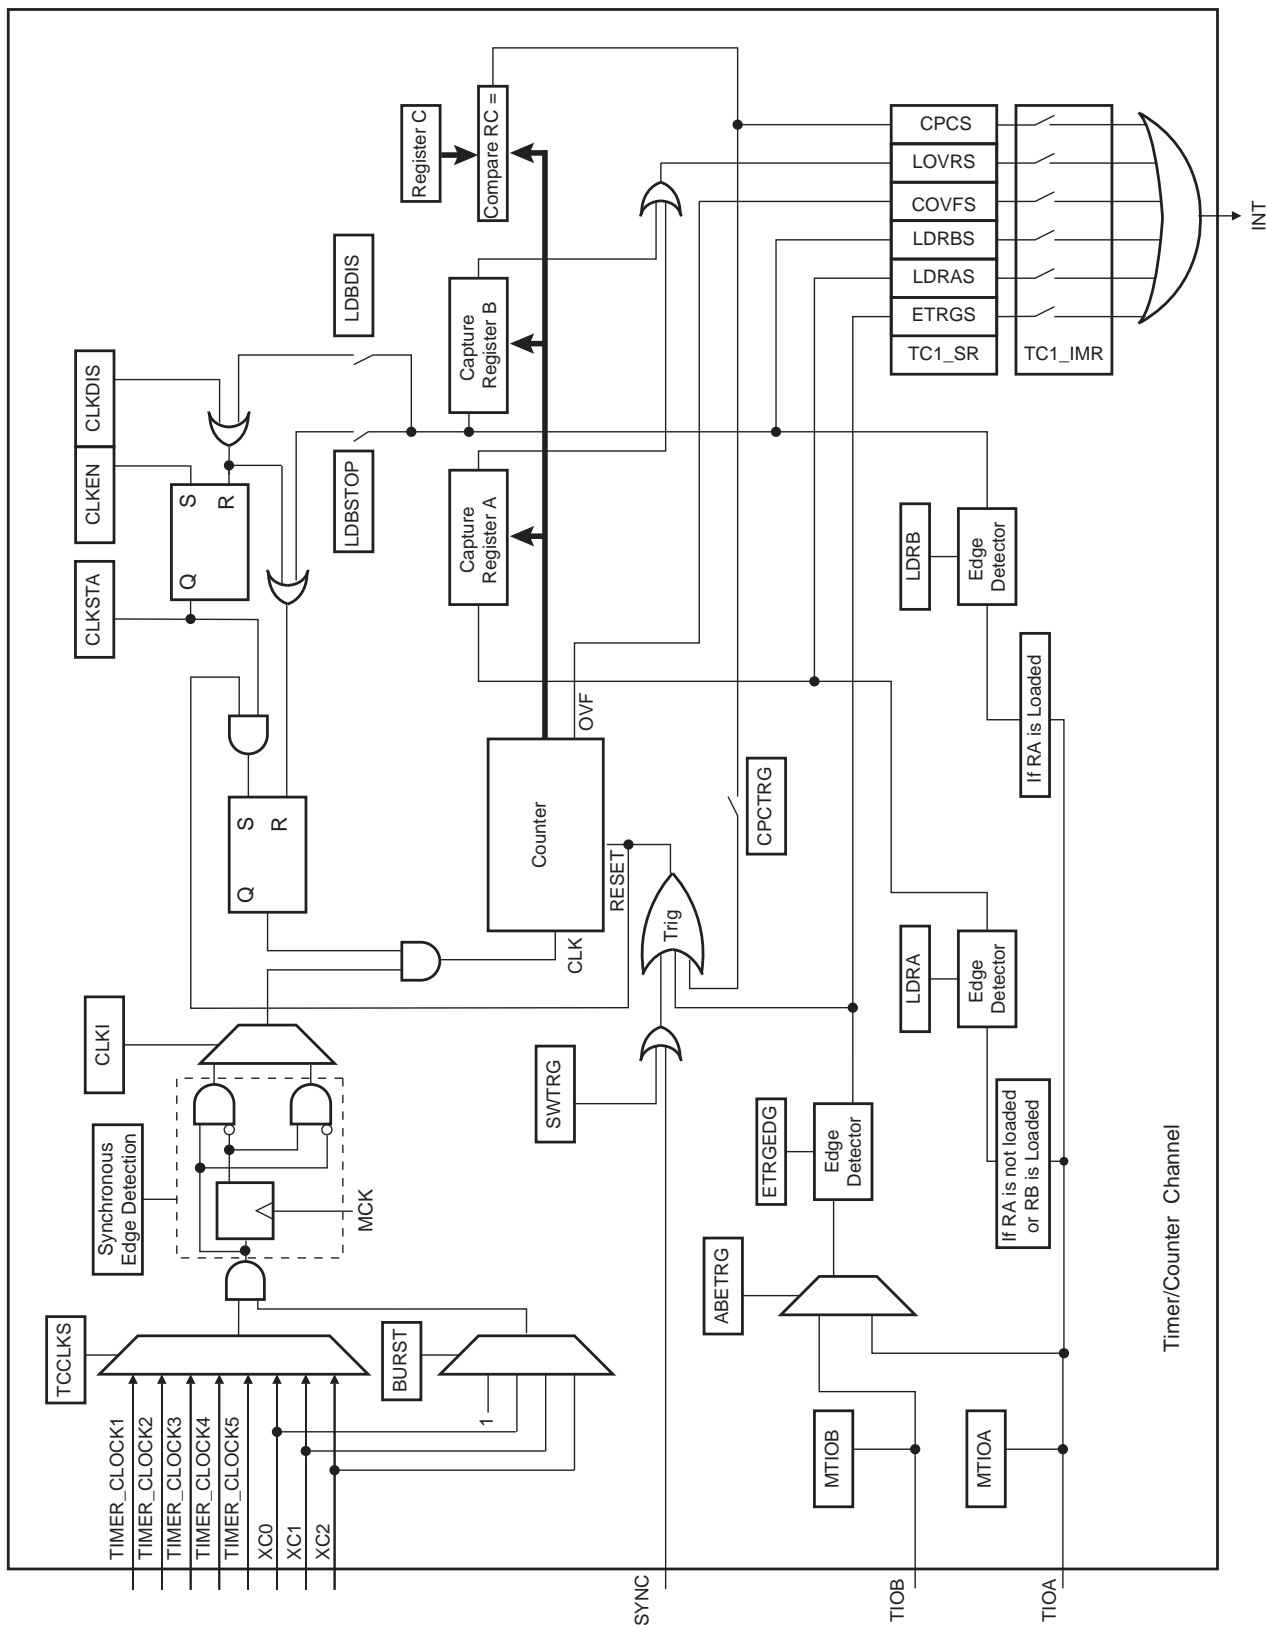 TCCLKS
TIMER_CLOCK1
TIMER_CLOCK2
TIMER_CLOCK3
TIMER_CLOCK4
TIMER_CLOCK5
XC0
XC1
XC2
Synchronous
Edge Detection
CLKI
CLKSTA
CLKEN
CLKDIS
MCK
Q
S
R
Q
S
R
BURST
1
LDBSTOP
LDBDIS
Register C
Capture
Register A
Capture
Register B
Compare RC =
SWTRG
CLK
Counter
RESET
OVF
Trig
SYNC
CPCTRG
ABETRG
ETRGEDG
Edge
Detector
MTIOB
TIOB
MTIOA
TIOA
LDRA
Edge
Detector
If RA is not loaded
or RB is Loaded
LDRB
Edge
Detector
If RA is Loaded
CPCS
LOVRS
COVFS
LDRBS
LDRAS
ETRGS
TC1_SR
TC1_IMR
INT
Timer/Counter Channel